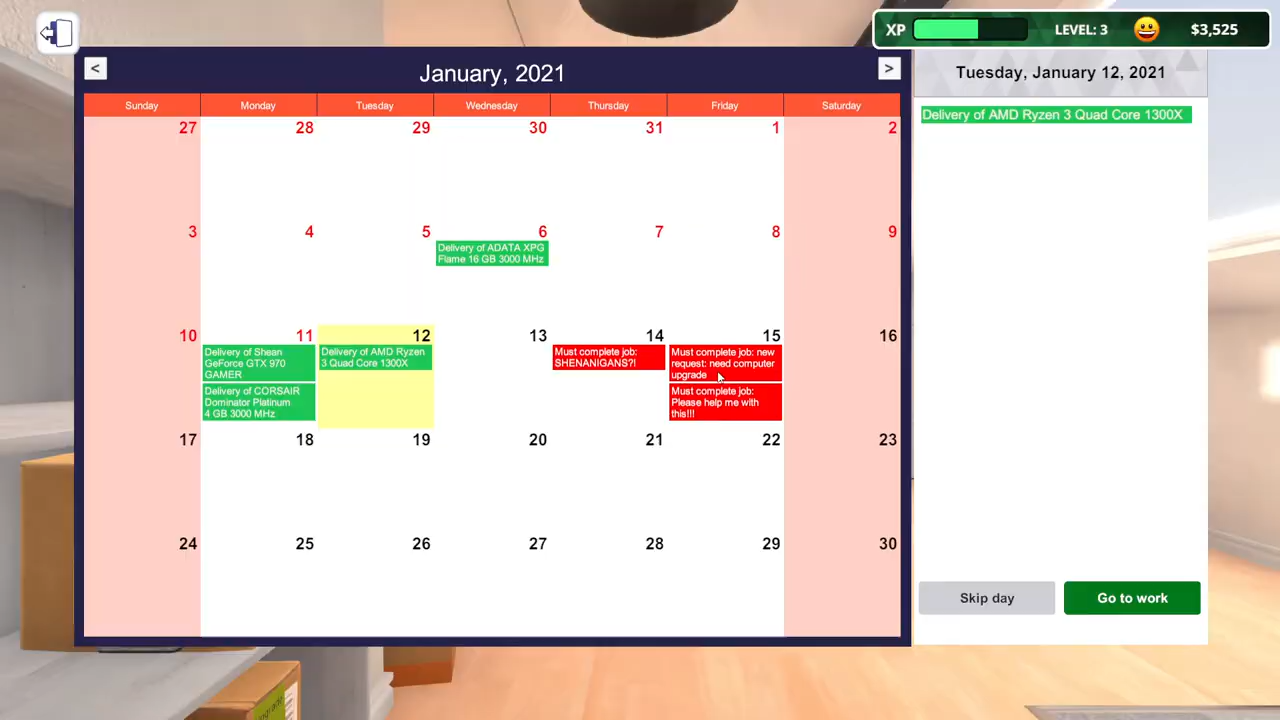 XP
LEVEL: 3
$3,525
<
January, 2021
>
Tuesday, January 12, 2021
Sunday
Monday
Tuesday
Wednesday
Thursday
Friday
Saturday
Delivery of AMD Ryzen 3 Quad Core 1300X
27
28
29
30
31
1
2
3
4
5
6
7
8
9
Delivery of ADATA XPG
Flame 16 GB 3000 MHz
10
11
12
13
14
15
16
Delivery of Shean
GeForce GTX 970
GAMER
Delivery of CORSAIR
Dominator Platinum
4 GB 3000 MHz
Delivery of AMD Ryzen
3 Quad Core 1300X
Must complete job:
SHENANIGANS?!
Must complete job: new
request: need computer
upgrade
Must complete job:
Please help me with
this!!!
17
18
19
20
21
22
23
24
25
26
27
28
29
30
Skip day
Go to work